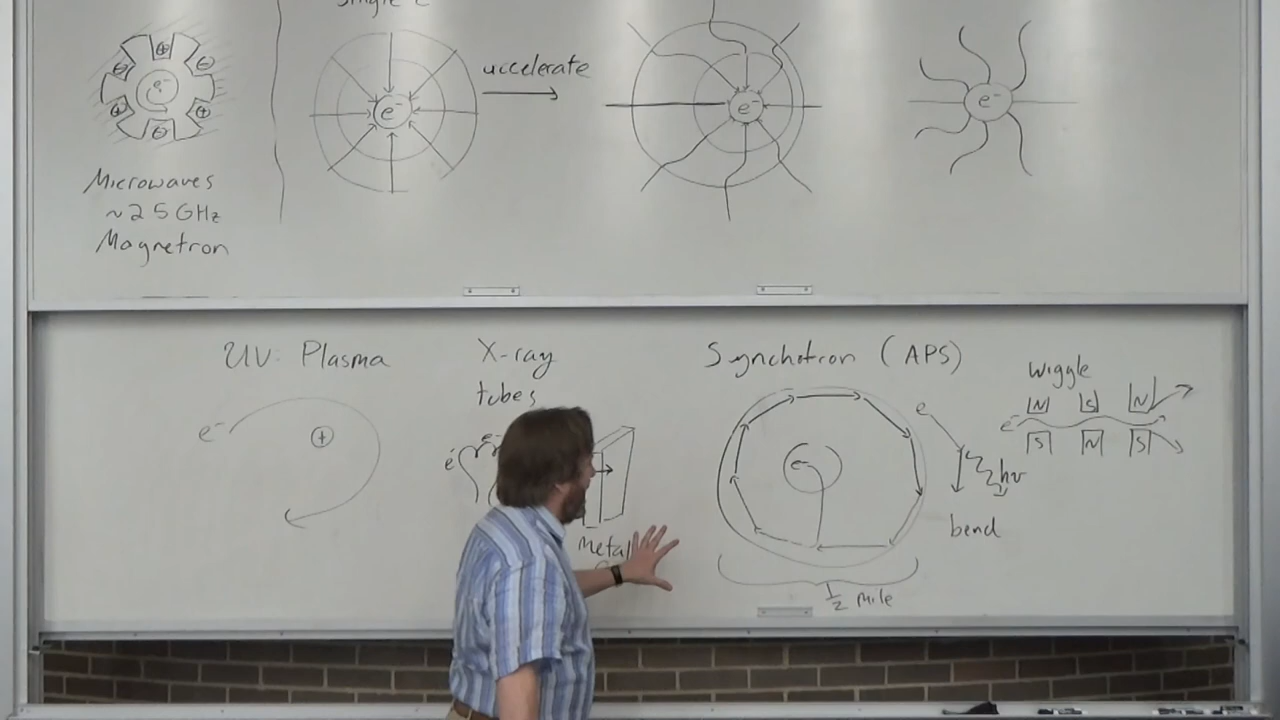 single e
e⁻
⊕
⊖
⊖
⊕
⊖
⊕
Microwaves
~2 5 GHz
Magnetron
e⁻
accelerate
e⁻
e⁻
UV- Plasma
e⁻
⊕
X-ray
tubes
e⁻
e⁻
Metal
Synchotron (APS)
e⁻
1/2 mile
e
hν
bend
wiggle
e⁻
N S N
S N S